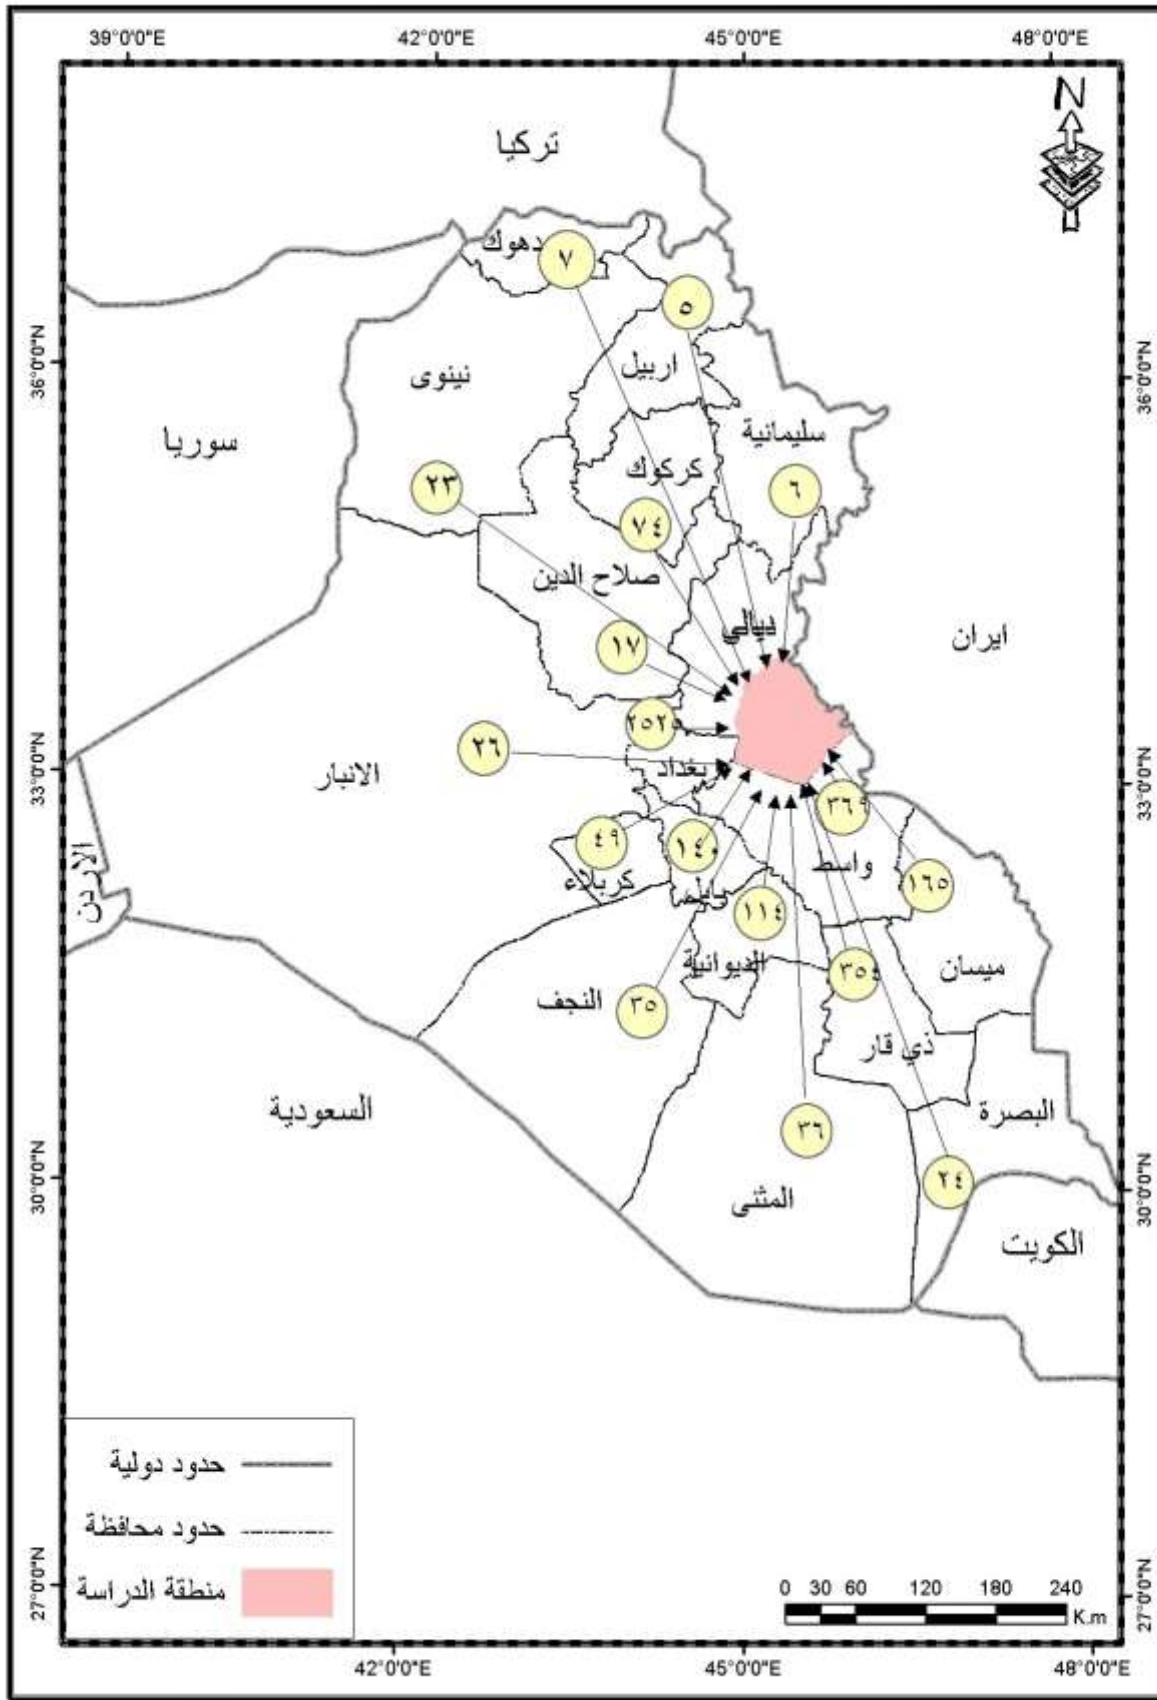 39°0'0"E 42°0'0"E 45°0'0"E 48°0'0"E
N
تركيا
دهوك
٧
٥
36°0'0"N
36°0'0"N
اربيل
نينوى
سليمانية
سوريا
كركوك
٢٣
٦
٧٤
صلاح الدين
ديالى
ايران
١٧
٢٦
33°0'0"N
33°0'0"N
بغداد
الانبار
٣٦٩
٤٩
١٤٠
واسط
كربلاء
بابل
١٦٥
الاردن
١١٤
الديوانية
ميسان
٣٥٤
النجف
٣٥
ذي قار
السعودية
البصرة
٣٦
30°0'0"N
30°0'0"N
٢٤
المثنى
الكويت
حدود دولية
حدود محافظة
منطقة الدراسة
0 30 60 120 180 240
K.m
27°0'0"N
27°0'0"N
42°0'0"E 45°0'0"E 48°0'0"E